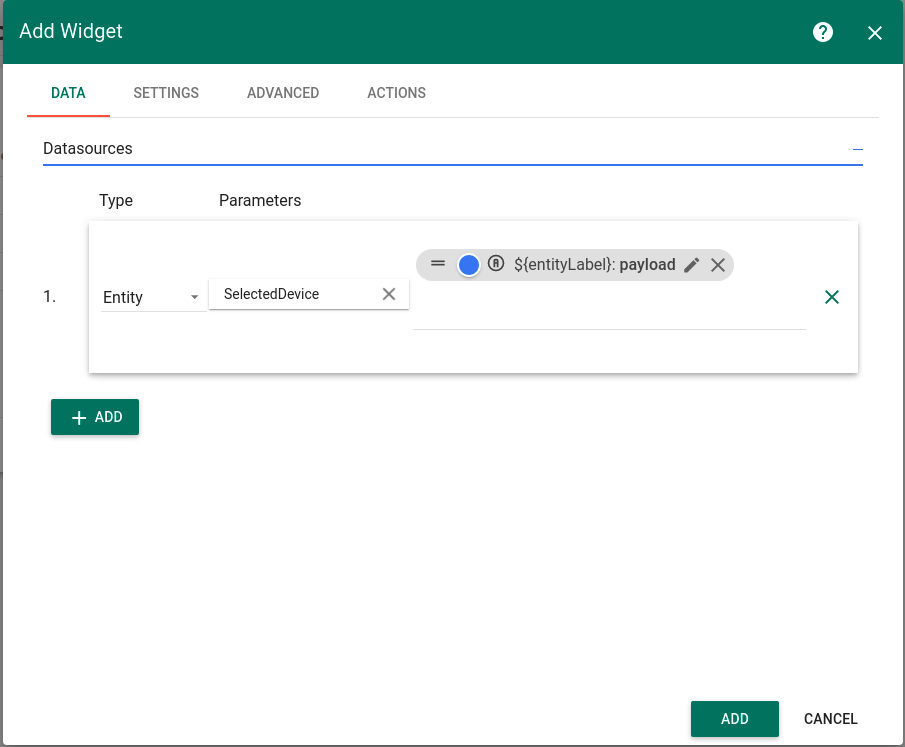 Add Widget
DATA SETTINGS ADVANCED ACTIONS
Datasources
Type Parameters
${entityLabel}: payload
1. Entity SelectedDevice
ADD
ADD CANCEL